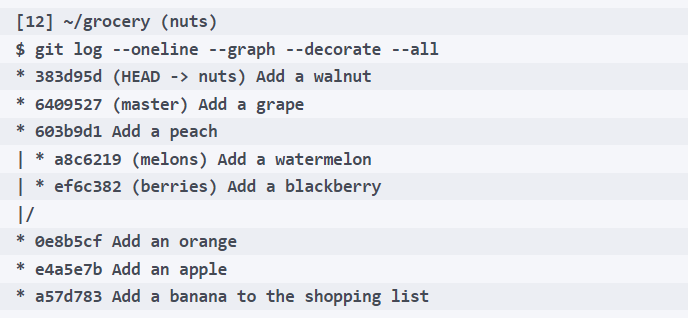 [12] ~/grocery (nuts)
$ git log --oneline --graph --decorate --all
* 383d95d (HEAD -> nuts) Add a walnut
* 6409527 (master) Add a grape
* 603b9d1 Add a peach
| * a8c6219 (melons) Add a watermelon
| * ef6c382 (berries) Add a blackberry
|/
* 0e8b5cf Add an orange
* e4a5e7b Add an apple
* a57d783 Add a banana to the shopping list